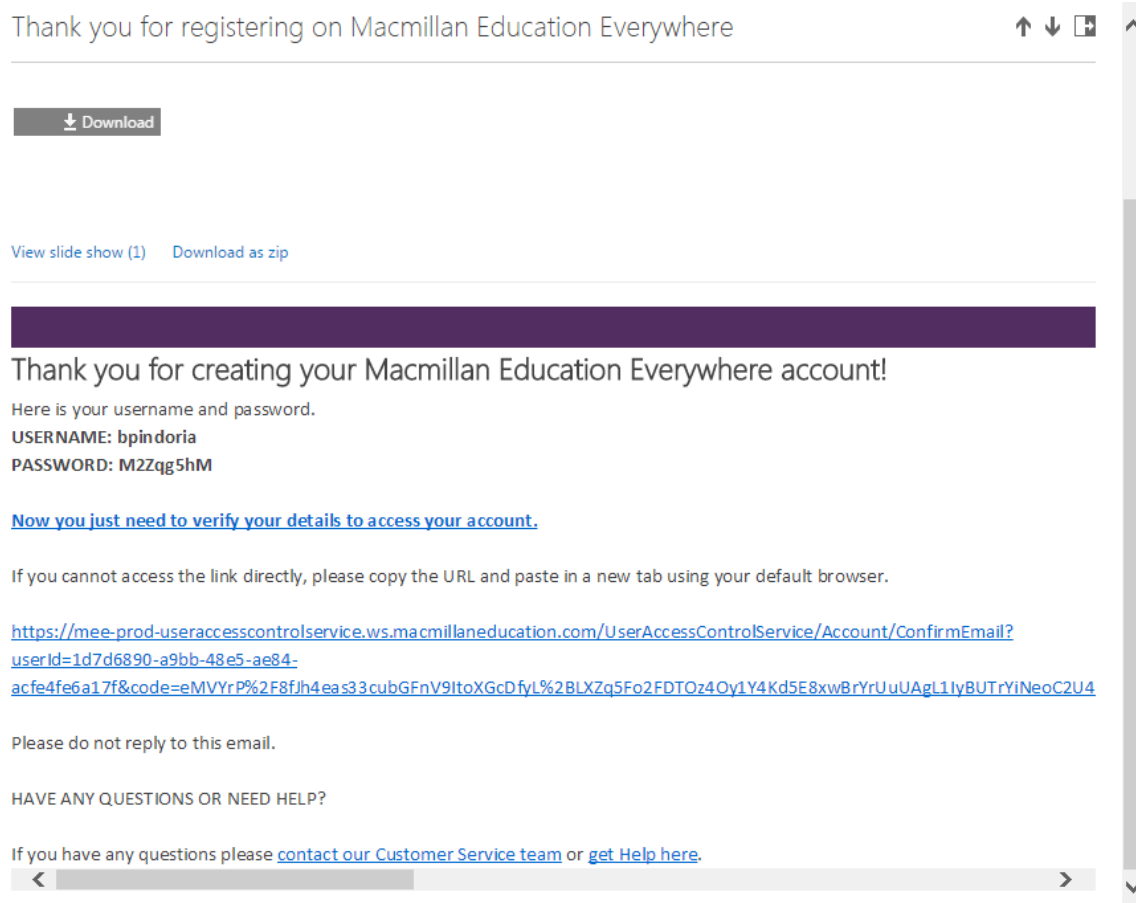 Thank you for registering on Macmillan Education Everywhere
Download
View slide show (1) Download as zip
Thank you for creating your Macmillan Education Everywhere account!
Here is your username and password.
USERNAME: bpindoria
PASSWORD: M2Zqg5hM
Now you just need to verify your details to access your account.
If you cannot access the link directly, please copy the URL and paste in a new tab using your default browser.
https://mee-prod-useraccesscontrolservice.ws.macmillaneducation.com/UserAccessControlService/Account/ConfirmEmail?
userId=1d7d6890-a9bb-48e5-ae84-
acfe4fe6a17f&code=eMVYrP%2F8fJh4eas33cubGFnV9ItoXGcDfyL%2BLXZq5Fo2FDTOz4Oy1Y4Kd5E8xwBrYrUuUAgL1IyBUTrYiNeoC2U4
Please do not reply to this email.
HAVE ANY QUESTIONS OR NEED HELP?
If you have any questions please contact our Customer Service team or get Help here.